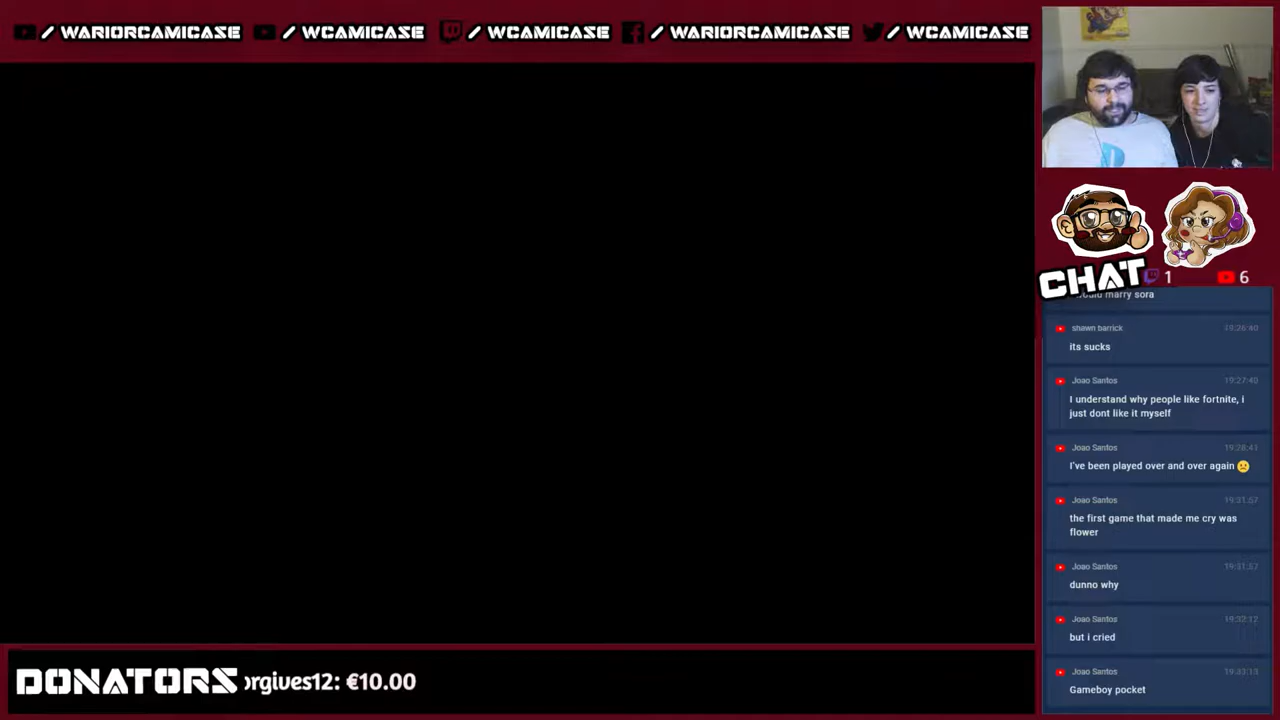 / WARIORCAMICASE / WCAMICASE / WCAMICASE / WARIORCAMICASE / WCAMICASE
CHAT 1 6
would marry sora
shawn barrick 19:26:40
its sucks
Joao Santos 19:27:40
I understand why people like fortnite, i
just dont like it myself
Joao Santos 19:28:41
I've been played over and over again
Joao Santos 19:31:57
the first game that made me cry was
flower
Joao Santos 19:31:57
dunno why
Joao Santos 19:32:12
but i cried
Joao Santos 19:33:13
Gameboy pocket
DONATORS orgives12: €10.00